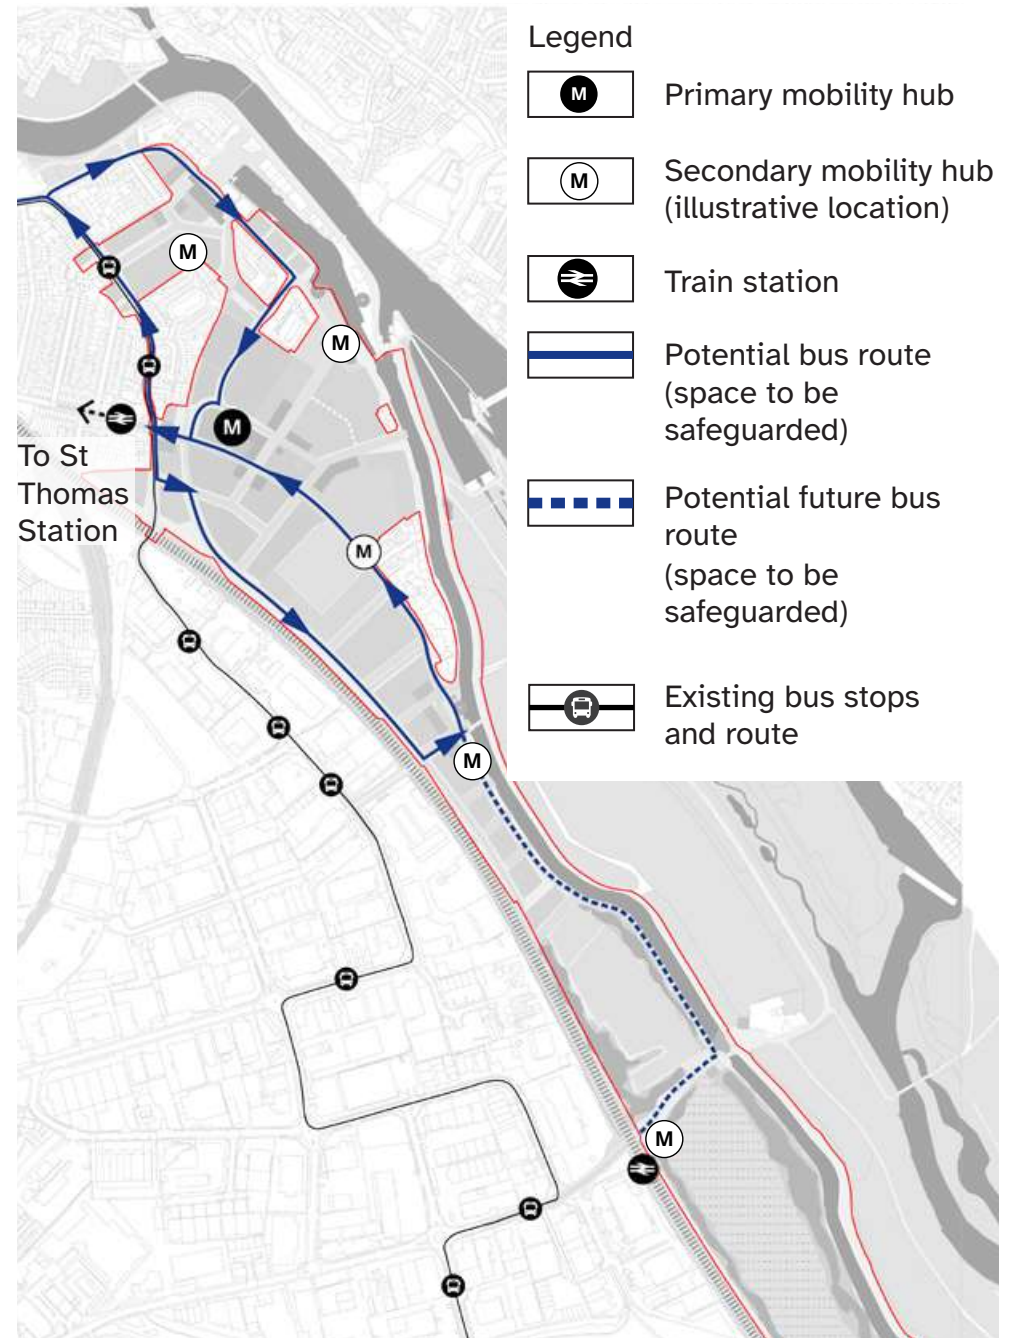 Legend
M
Primary mobility hub
M
Secondary mobility hub
(illustrative location)
Train station
Potential bus route
(space to be
safeguarded)
Potential future bus
route
(space to be
safeguarded)
Existing bus stops
and route
M
M
M
To St
Thomas
Station
M
M
M